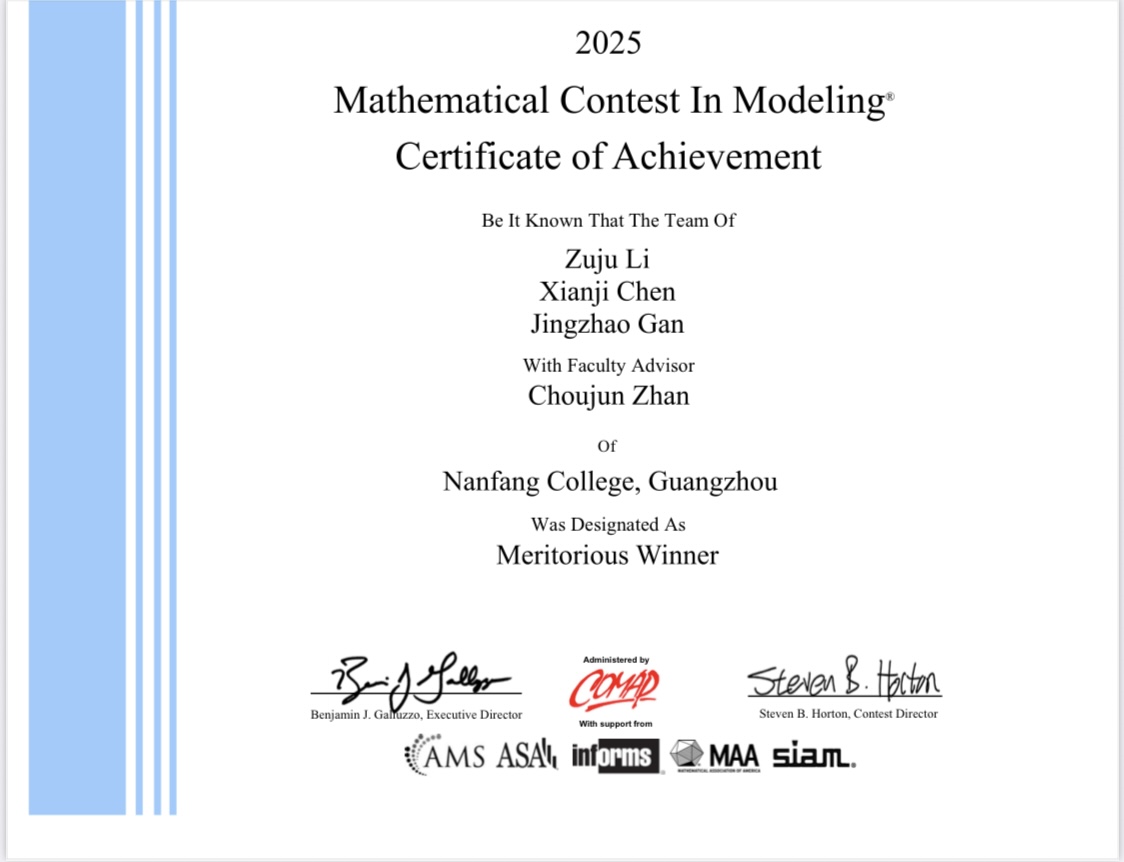 2025
Mathematical Contest In Modeling®
Certificate of Achievement
Be It Known That The Team Of
Zuju Li
Xianji Chen
Jingzhao Gan
With Faculty Advisor
Choujun Zhan
Of
Nanfang College, Guangzhou
Was Designated As
Meritorious Winner
Administered by
COMAP
Steven B. Horton
Benjamin J. Galluzzo, Executive Director
Steven B. Horton, Contest Director
With support from
AMS ASA informs MAA siam.
MATHEMATICAL ASSOCIATION OF AMERICA